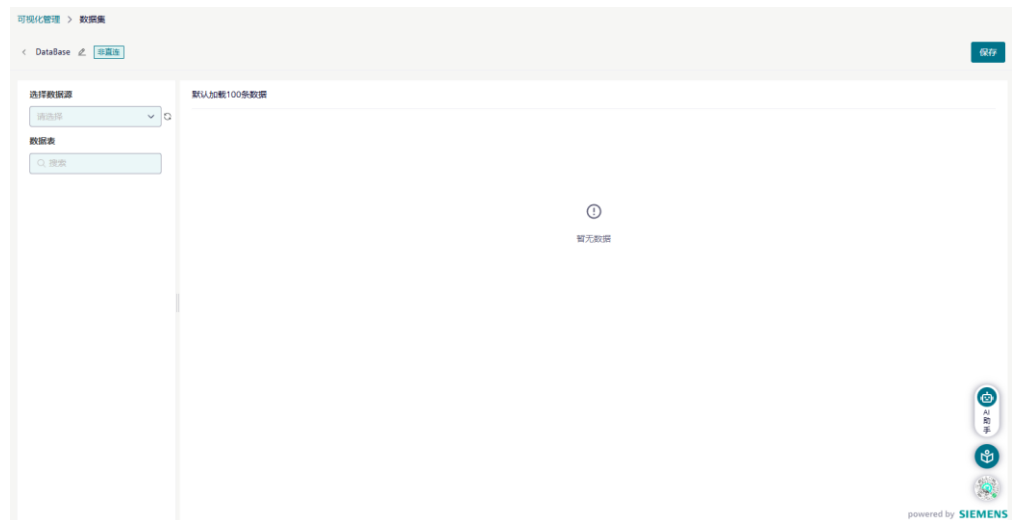 可视化管理 > 数据集
< DataBase 非直连
保存
选择数据源
请选择
数据表
搜索
默认加载100条数据
暂无数据
AI
助
手
powered by SIEMENS